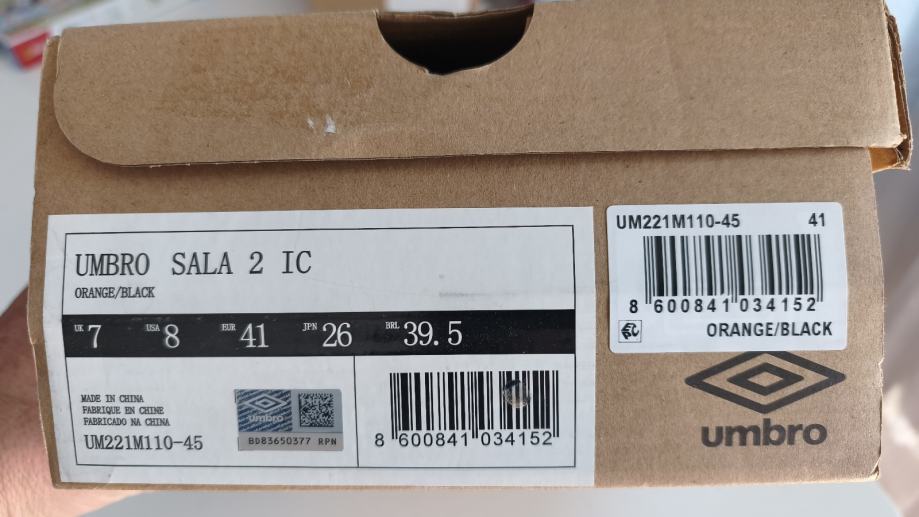 UMBRO SALA 2 IC
ORANGE/BLACK
UK 7 USA 8 EUR 41 JPN 26 BRL 39.5
MADE IN CHINA
FABRIQUE EN CHINE
FABRICADO NA CHINA
UM221M110-45
umbro
BD83650377 RPN
8 600841 034152
UM221M110-45 41
8 600841 034152
ORANGE/BLACK
umbro